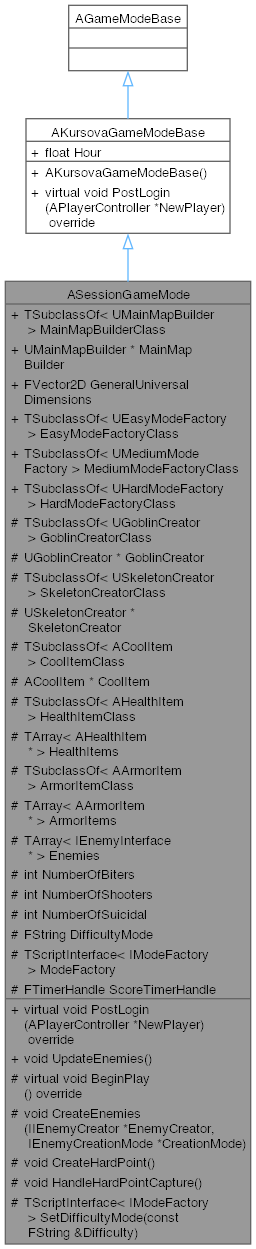 AGameModeBase
AKursovaGameModeBase
+ float Hour
+ AKursovaGameModeBase()
+ virtual void PostLogin
(APlayerController *NewPlayer)
override
ASessionGameMode
+ TSubclassOf< UMainMapBuilder
> MainMapBuilderClass
+ UMainMapBuilder * MainMap
Builder
+ FVector2D GeneralUniversal
Dimensions
+ TSubclassOf< UEasyModeFactory
> EasyModeFactoryClass
+ TSubclassOf< UMediumMode
Factory > MediumModeFactoryClass
+ TSubclassOf< UHardModeFactory
> HardModeFactoryClass
# TSubclassOf< UGoblinCreator
> GoblinCreatorClass
# UGoblinCreator * GoblinCreator
# TSubclassOf< USkeletonCreator
> SkeletonCreatorClass
# USkeletonCreator *
SkeletonCreator
# TSubclassOf< ACoolItem
> CoolItemClass
# ACoolItem * CoolItem
# TSubclassOf< AHealthItem
> HealthItemClass
# TArray< AHealthItem
* > HealthItems
# TSubclassOf< AArmorItem
> ArmorItemClass
# TArray< AArmorItem
* > ArmorItems
# TArray< IEnemyInterface
* > Enemies
# int NumberOfBiters
# int NumberOfShooters
# int NumberOfSuicidal
# FString DifficultyMode
# TScriptInterface< IModeFactory
> ModeFactory
# FTimerHandle ScoreTimerHandle
+ virtual void PostLogin
(APlayerController *NewPlayer)
override
+ void UpdateEnemies()
# virtual void BeginPlay
() override
# void CreateEnemies
(IIEnemyCreator *EnemyCreator,
IEnemyCreationMode *CreationMode)
# void CreateHardPoint()
# void HandleHardPointCapture()
# TScriptInterface< IModeFactory
> SetDifficultyMode(const
FString &Difficulty)